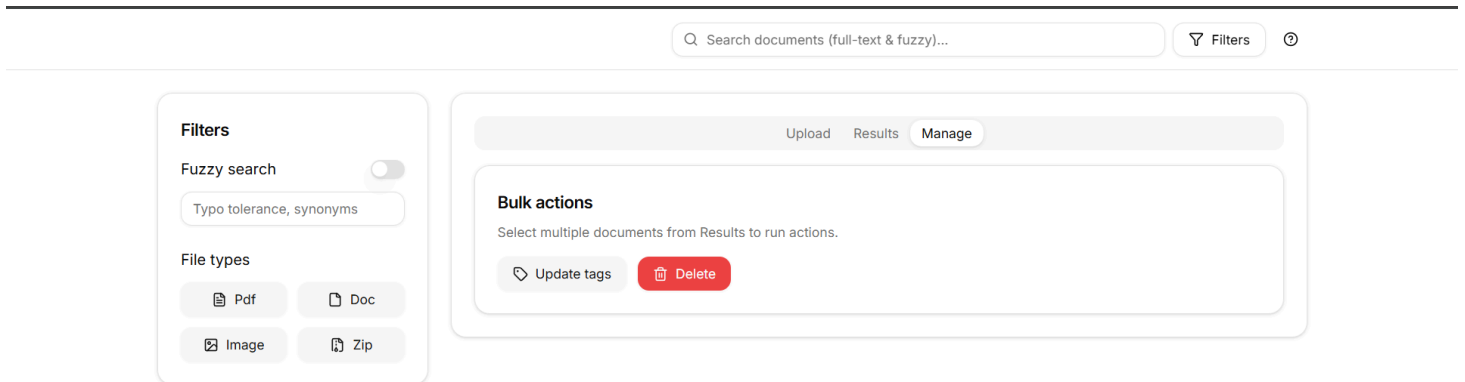 Search documents (full-text & fuzzy)...
Filters
Filters
Fuzzy search
Typo tolerance, synonyms
File types
Pdf
Doc
Image
Zip
Upload Results Manage
Bulk actions
Select multiple documents from Results to run actions.
Update tags
Delete